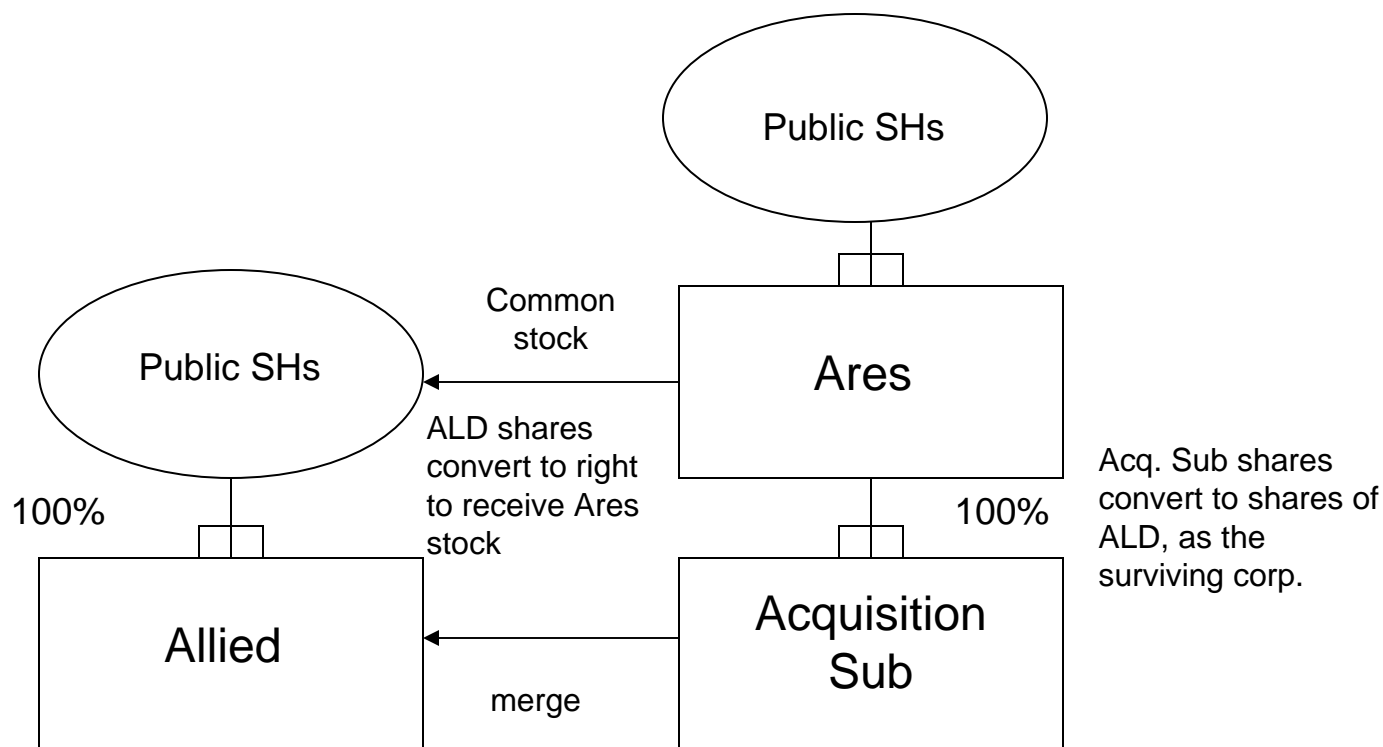 Public SHs
Common
stock
Public SHs
Ares
ALD shares
convert to right
to receive Ares
stock
Acq. Sub shares
convert to shares of
ALD, as the
surviving corp.
100%
100%
Allied
Acquisition
Sub
merge